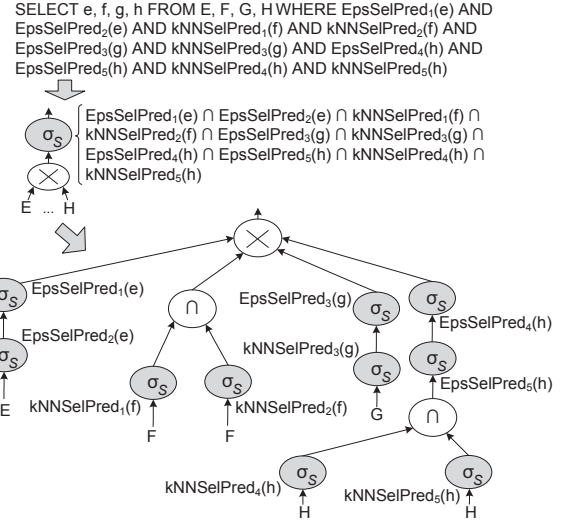 SELECT e, f, g, h FROM E, F, G, H WHERE EpsSelPred₁(e) AND
EpsSelPred₂(e) AND kNNSelPred₁(f) AND kNNSelPred₂(f) AND
EpsSelPred₃(g) AND kNNSelPred₃(g) AND EpsSelPred₄(h) AND
EpsSelPred₅(h) AND kNNSelPred₄(h) AND kNNSelPred₅(h)
EpsSelPred₁(e) ∩ EpsSelPred₂(e) ∩ kNNSelPred₁(f) ∩
σS kNNSelPred₂(f) ∩ EpsSelPred₃(g) ∩ kNNSelPred₃(g) ∩
EpsSelPred₄(h) ∩ EpsSelPred₅(h) ∩ kNNSelPred₄(h) ∩
× kNNSelPred₅(h)
E ... H
×
σS EpsSelPred₁(e)
∩
EpsSelPred₃(g) σS
σS
EpsSelPred₄(h)
σS EpsSelPred₂(e)
kNNSelPred₃(g) σS
σS
EpsSelPred₅(h)
E
σS
kNNSelPred₁(f)
F
σS
kNNSelPred₂(f)
F
G
∩
σS
kNNSelPred₄(h)
H
σS
kNNSelPred₅(h)
H